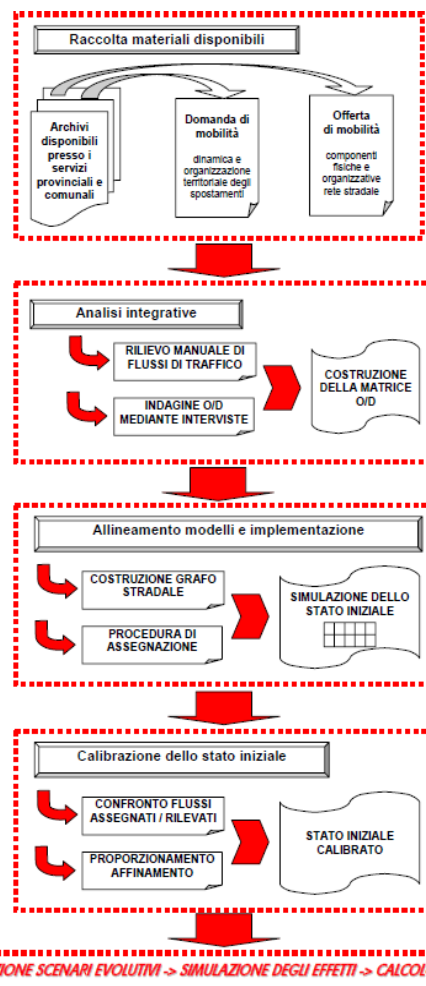 Raccolta materiali disponibili
Archivi
disponibili
presso i
servizi
provinciali e
comunali
Domanda di
mobilità
dinamica e
organizzazione
territoriale degli
spostamenti
Offerta
di mobilità
componenti
fisiche e
organizzative
rete stradale
Analisi integrative
RILIEVO MANUALE DI
FLUSSI DI TRAFFICO
INDAGINE O/D
MEDIANTE INTERVISTE
COSTRUZIONE
DELLA MATRICE
O/D
Allineamento modelli e implementazione
COSTRUZIONE GRAFO
STRADALE
PROCEDURA DI
ASSEGNAZIONE
SIMULAZIONE DELLO
STATO INIZIALE
Calibrazione dello stato iniziale
CONFRONTO FLUSSI
ASSEGNATI / RILEVATI
PROPORZIONAMENTO
AFFINAMENTO
STATO INIZIALE
CALIBRATO
IONE SCENARI EVOLUTIVI -> SIMULAZIONE DEGLI EFFETTI -> CALCOL